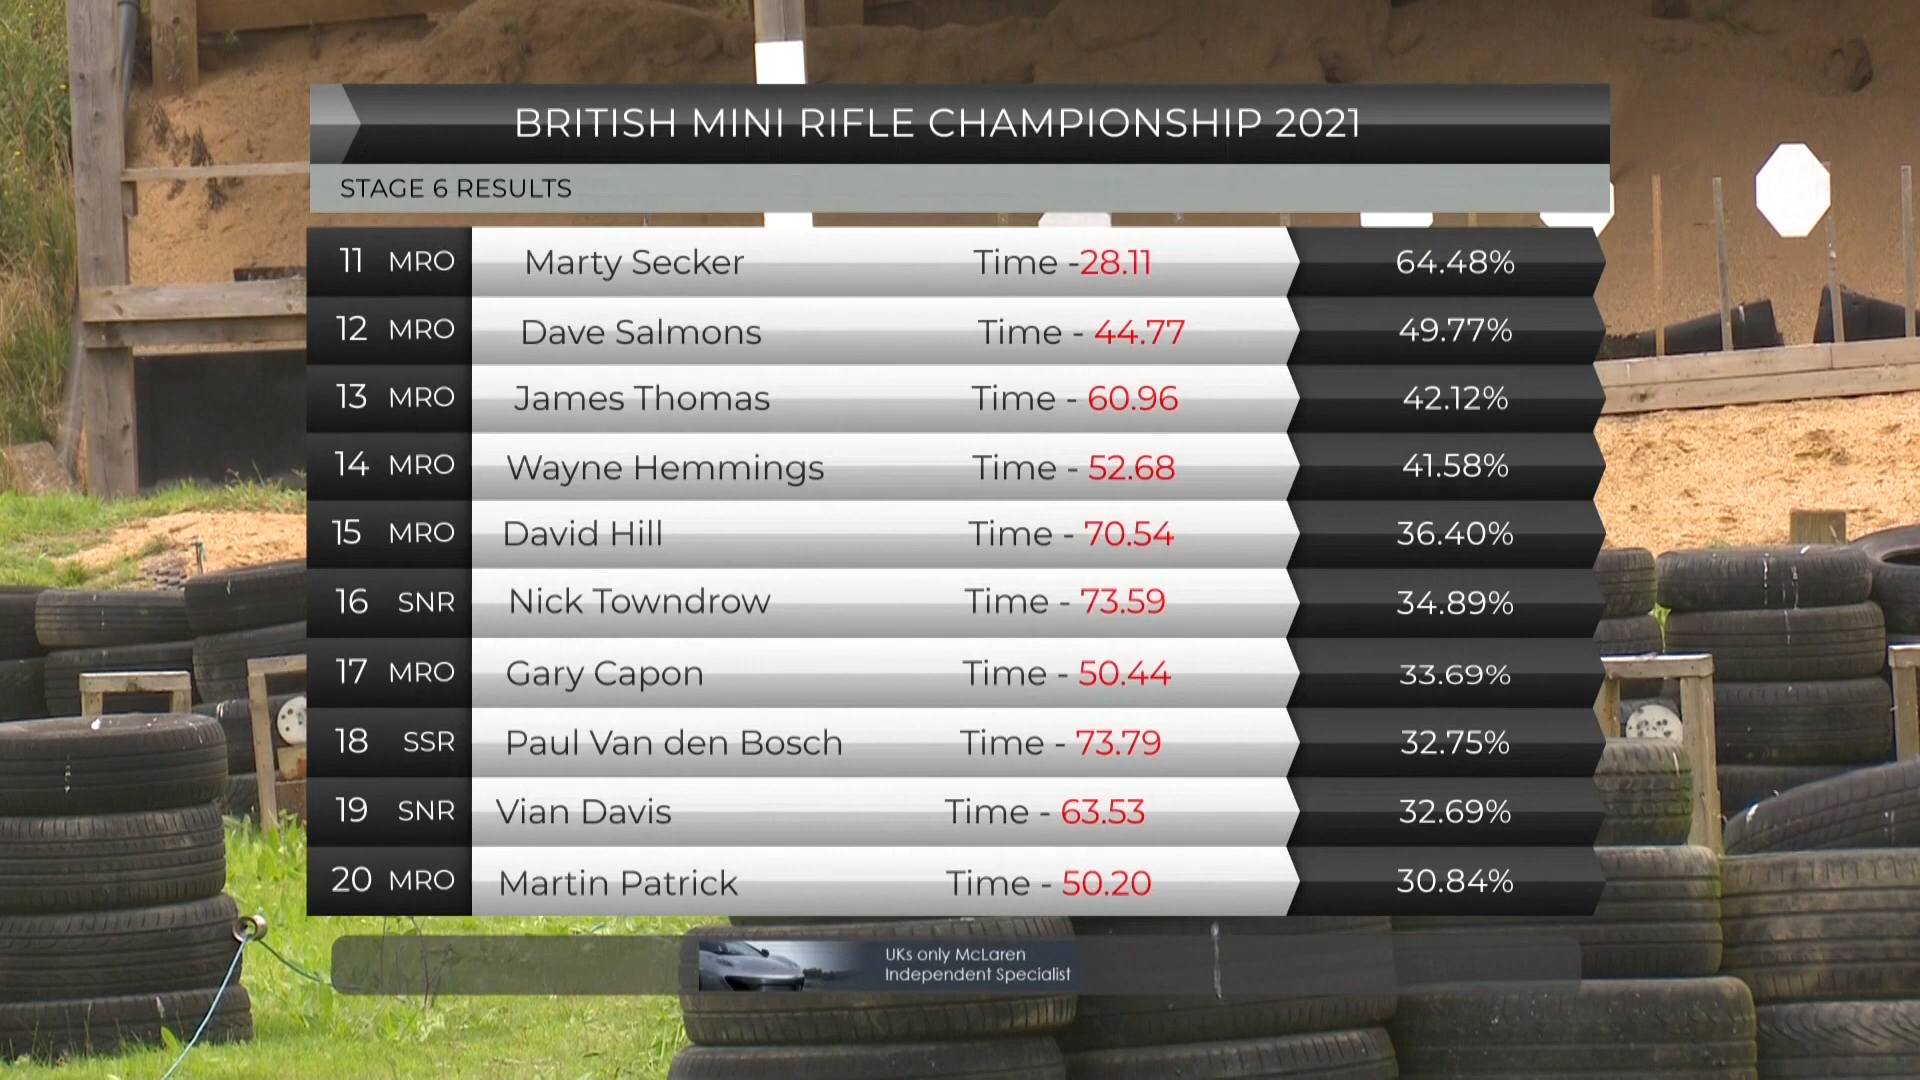 BRITISH MINI RIFLE CHAMPIONSHIP 2021
STAGE 6 RESULTS
11 MRO Marty Secker Time -28.11 64.48%
12 MRO Dave Salmons Time - 44.77 49.77%
13 MRO James Thomas Time - 60.96 42.12%
14 MRO Wayne Hemmings Time - 52.68 41.58%
15 MRO David Hill Time - 70.54 36.40%
16 SNR Nick Towndrow Time - 73.59 34.89%
17 MRO Gary Capon Time - 50.44 33.69%
18 SSR Paul Van den Bosch Time - 73.79 32.75%
19 SNR Vian Davis Time - 63.53 32.69%
20 MRO Martin Patrick Time - 50.20 30.84%
UKs only McLaren
Independent Specialist